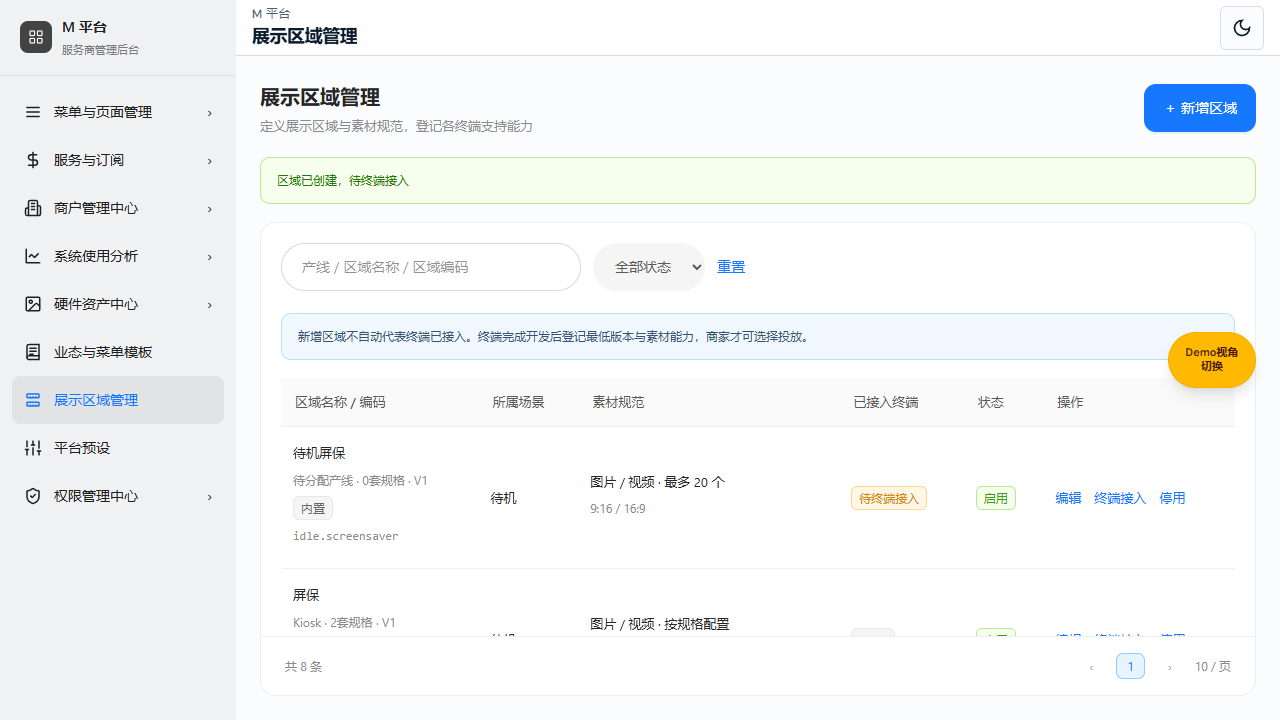 M 平台
服务商管理后台
菜单与页面管理
服务与订阅
商户管理中心
系统使用分析
硬件资产中心
业态与菜单模板
展示区域管理
平台预设
权限管理中心
M 平台
展示区域管理
展示区域管理
定义展示区域与素材规范，登记各终端支持能力
+ 新增区域
区域已创建，待终端接入
产线 / 区域名称 / 区域编码
全部状态
重置
新增区域不自动代表终端已接入。终端完成开发后登记最低版本与素材能力，商家才可选择投放。
Demo视角
切换
区域名称 / 编码 所属场景 素材规范 已接入终端 状态 操作
待机屏保
待分配产线 · 0套规格 · V1
内置
idle.screensaver
待机
图片 / 视频 · 最多 20 个
9:16 / 16:9
待终端接入
启用
编辑 终端接入 停用
屏保
Kiosk · 2套规格 · V1
图片 / 视频 · 按规格配置
共 8 条
‹ 1 › 10 / 页